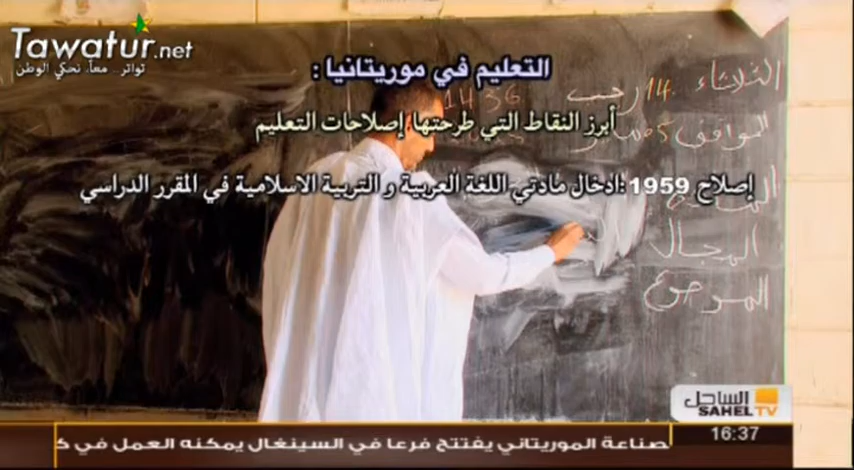 Tawatur.net
تواتر .. معاً، نحكي الوطن
التعليم في موريتانيا :
أبرز النقاط التي طرحتها إصلاحات التعليم
إصلاح 1959 :ادخال مادتي اللغة العربية و التربية الاسلامية في المقرر الدراسي
الثلاثاء 14 رجب 1436
الموافق 05
المجال
الموضوع
الساحل
SAHEL TV
16:37
صناعة الموريتاني يفتتح فرعا في السينغال يمكنه العمل في ك